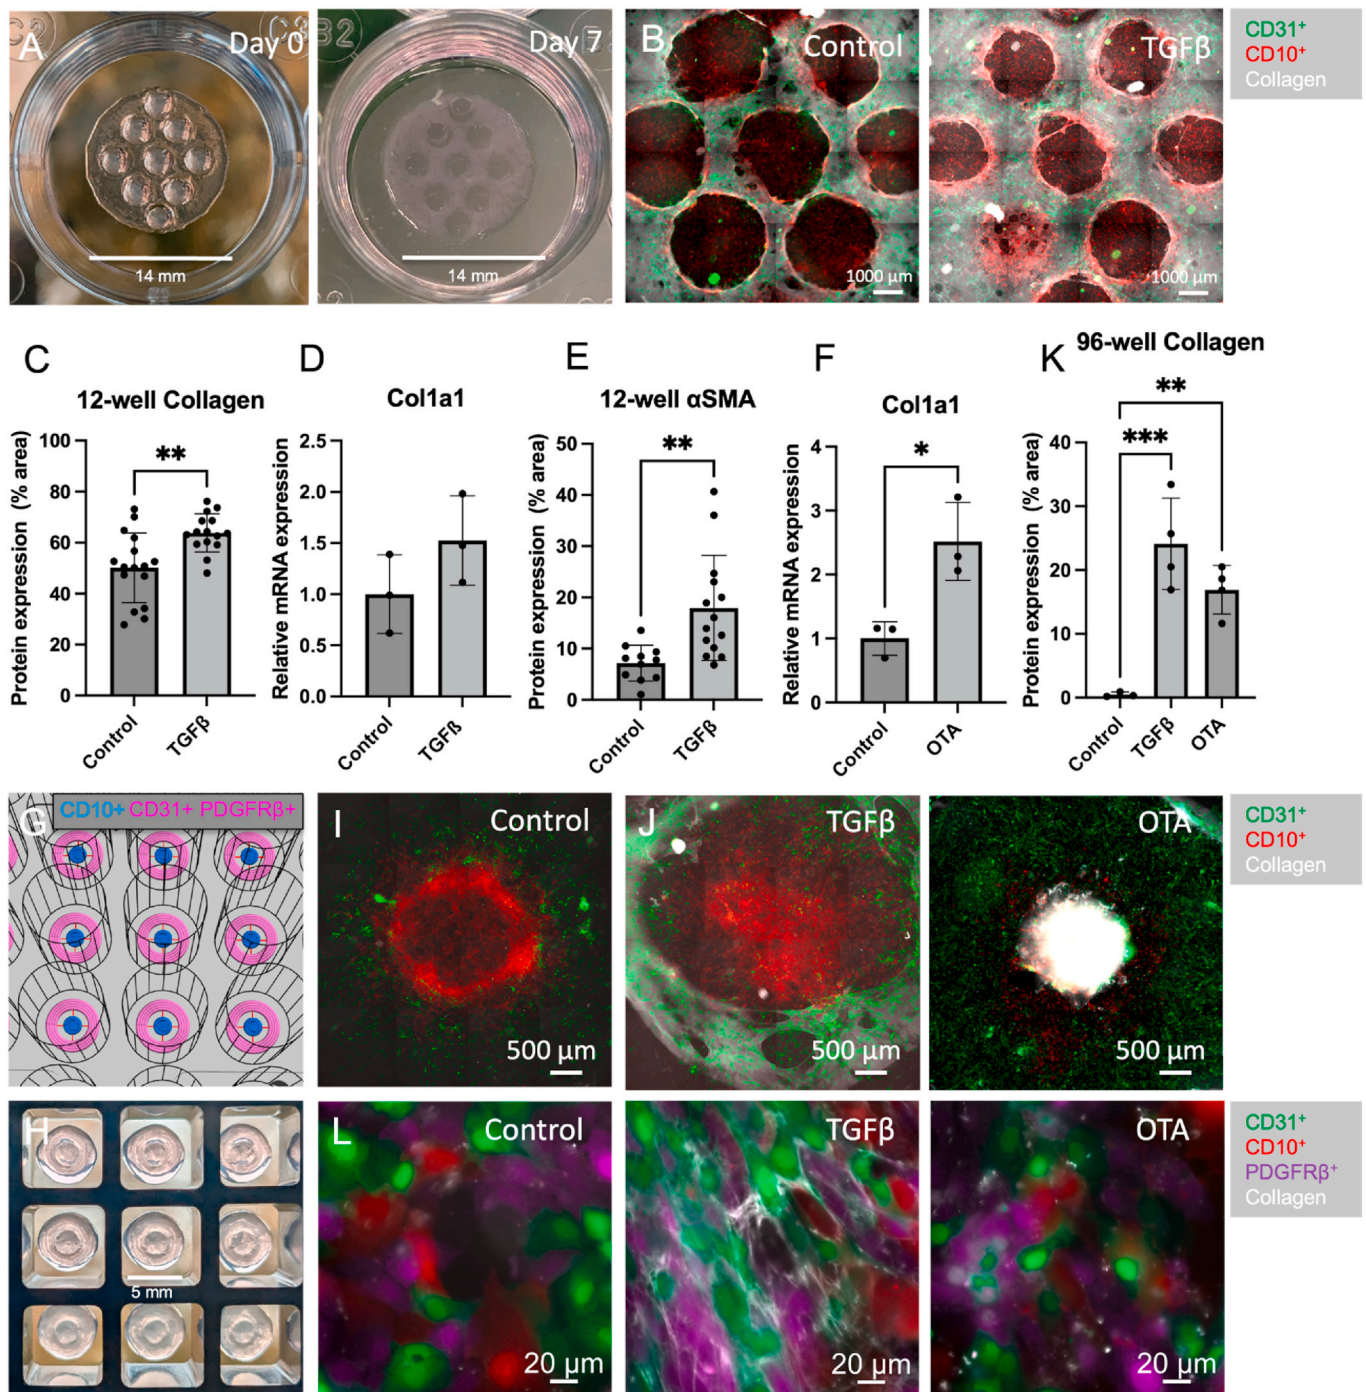 A
Day 0
14 mm
Day 7
14 mm
B
Control
1000 µm
TGFβ
1000 µm
CD31⁺
CD10⁺
Collagen
C
12-well Collagen
Protein expression (% area)
100
80
60
40
20
0
**
Control
TGFβ
D
Col1a1
Relative mRNA expression
2.5
2.0
1.5
1.0
0.5
0.0
Control
TGFß
E
12-well αSMA
Protein expression (% area)
50
40
30
20
10
0
**
Control
TGFβ
F
Col1a1
Relative mRNA expression
4
3
2
1
0
*
Control
OTA
K
96-well Collagen
Protein expression (% area)
40
30
20
10
0
**
***
Control
TGFβ
OTA
G
CD10+ CD31+ PDGFRβ+
I
Control
500 µm
J
TGFβ
500 µm
OTA
500 µm
CD31⁺
CD10⁺
Collagen
H
5 mm
L
Control
20 µm
TGFβ
20 µm
OTA
20 µm
CD31⁺
CD10⁺
PDGFRβ⁺
Collagen